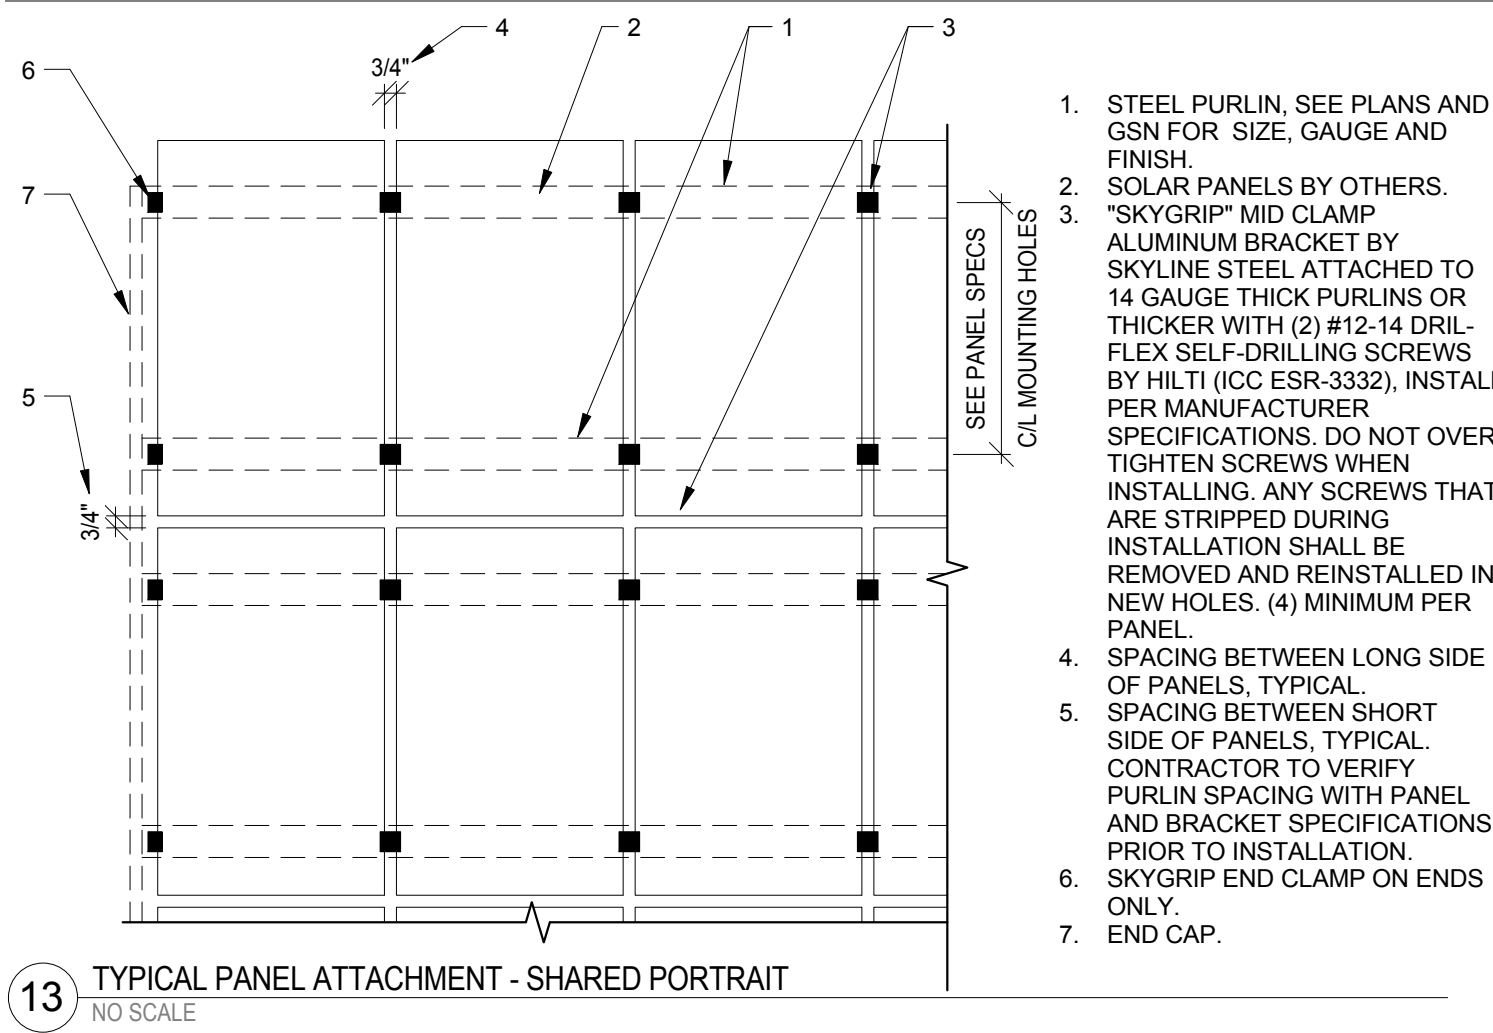 4
2
1
3
6
3/4"
7
5
3/4"
SEE PANEL SPECS
C/L MOUNTING HOLES
1. STEEL PURLIN, SEE PLANS AND
GSN FOR SIZE, GAUGE AND
FINISH.
2. SOLAR PANELS BY OTHERS.
3. "SKYGRIP" MID CLAMP
ALUMINUM BRACKET BY
SKYLINE STEEL ATTACHED TO
14 GAUGE THICK PURLINS OR
THICKER WITH (2) #12-14 DRIL-
FLEX SELF-DRILLING SCREWS
BY HILTI (ICC ESR-3332), INSTALL
PER MANUFACTURER
SPECIFICATIONS. DO NOT OVER
TIGHTEN SCREWS WHEN
INSTALLING. ANY SCREWS THAT
ARE STRIPPED DURING
INSTALLATION SHALL BE
REMOVED AND REINSTALLED IN
NEW HOLES. (4) MINIMUM PER
PANEL.
4. SPACING BETWEEN LONG SIDE
OF PANELS, TYPICAL.
5. SPACING BETWEEN SHORT
SIDE OF PANELS, TYPICAL.
CONTRACTOR TO VERIFY
PURLIN SPACING WITH PANEL
AND BRACKET SPECIFICATIONS
PRIOR TO INSTALLATION.
6. SKYGRIP END CLAMP ON ENDS
ONLY.
7. END CAP.
13 TYPICAL PANEL ATTACHMENT - SHARED PORTRAIT
NO SCALE